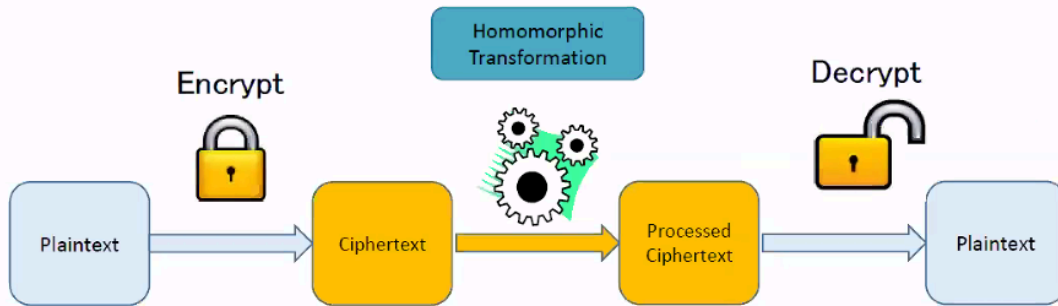 Homomorphic
Transformation
Encrypt
Decrypt
Plaintext
Ciphertext
Processed
Ciphertext
Plaintext